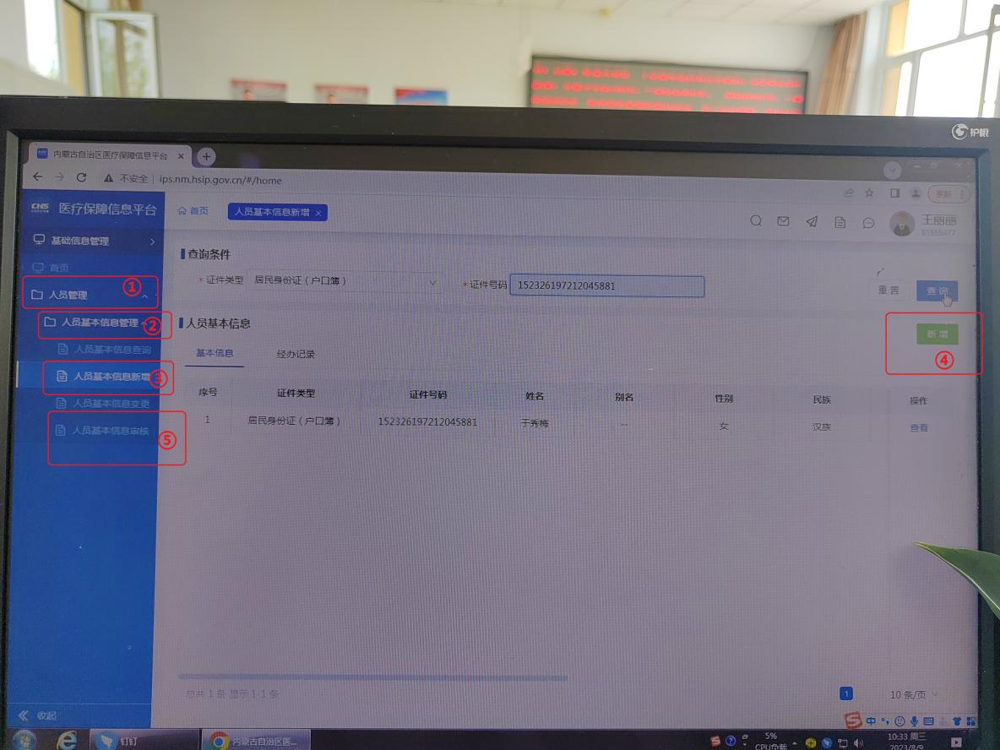 护眼
内蒙古自治区医疗保障信息平台
不安全 | ips.nm.hsip.gov.cn/#/home
更新
CHS 医疗保障信息平台
首页
人员基本信息新增
王丽丽
基础信息管理
首页
人员管理 ①
人员基本信息管理 ②
人员基本信息查询
人员基本信息新增 ③
人员基本信息变更
人员基本信息审核 ⑤
收起
查询条件
*证件类型 居民身份证（户口簿） *证件号码 152326197212045881
重置 查询
人员基本信息
新增
④
基本信息 经办记录
序号 证件类型 证件号码 姓名 别名 性别 民族 操作
1 居民身份证（户口簿） 152326197212045881 于秀梅 -- 女 汉族 查看
总共 1 条 显示 1-1 条
1 10 条/页
中
钉钉
内蒙古自治区医...
5%
CPU负载
10:33 周三
2023/8/9